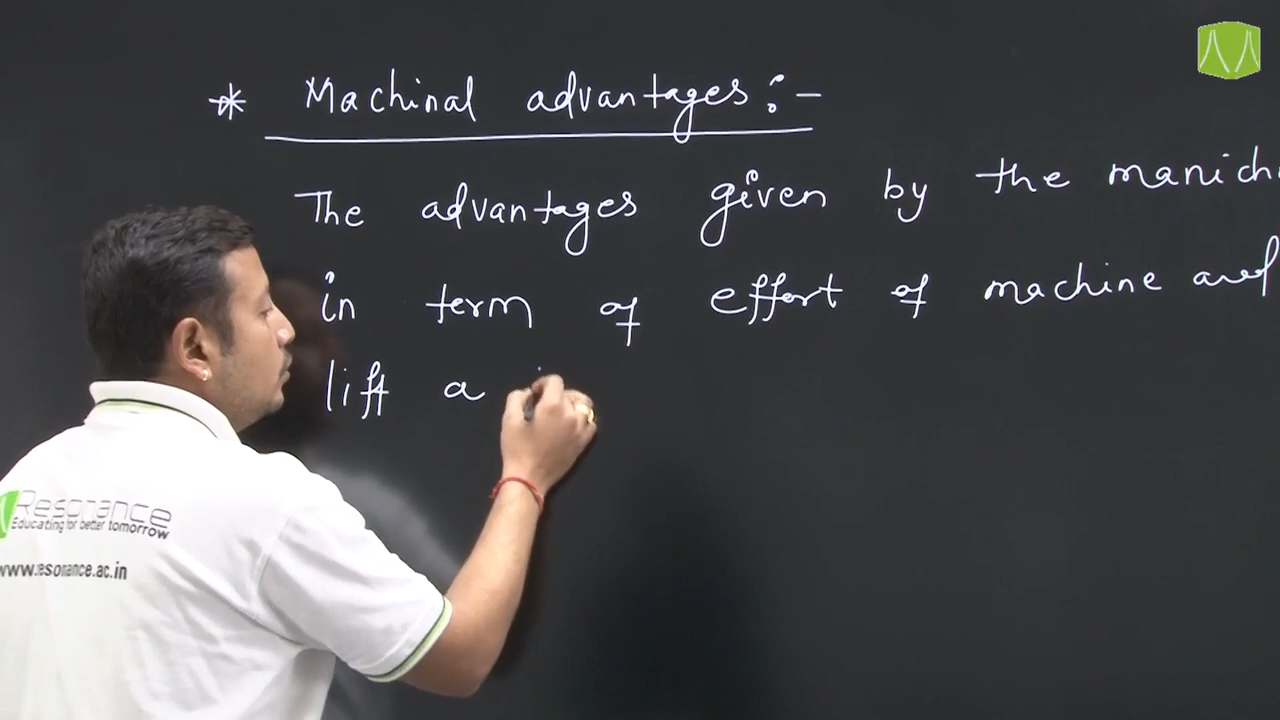 * Machinal advantages :-
The advantages given by the manich
in term of effort of machine and
lift a
Resonance
Educating for better tomorrow
www.resonance.ac.in